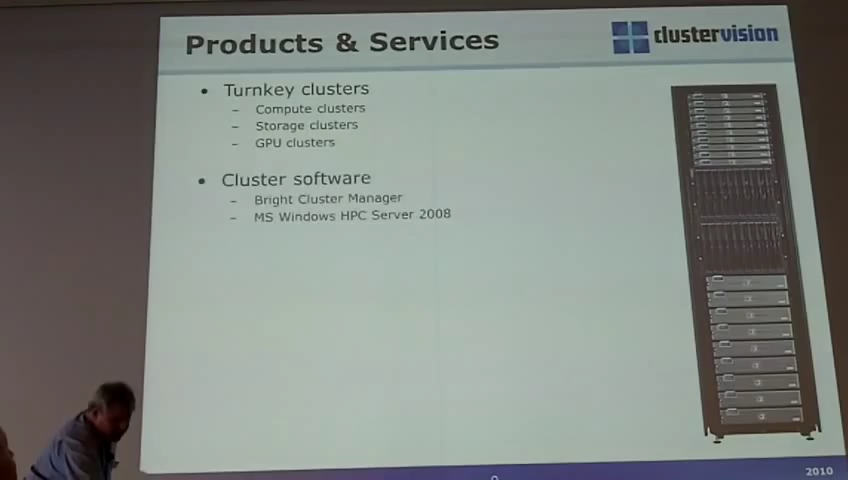 Products & Services
clustervision
• Turnkey clusters
– Compute clusters
– Storage clusters
– GPU clusters
• Cluster software
– Bright Cluster Manager
– MS Windows HPC Server 2008
2010